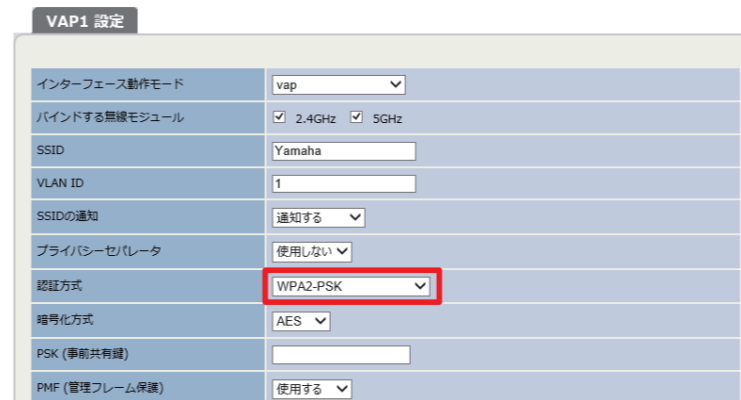 VAP1 設定
インターフェース動作モード vap
バインドする無線モジュール 2.4GHz 5GHz
SSID Yamaha
VLAN ID 1
SSIDの通知 通知する
プライバシーセパレータ 使用しない
認証方式 WPA2-PSK
暗号化方式 AES
PSK (事前共有鍵)
PMF (管理フレーム保護) 使用する